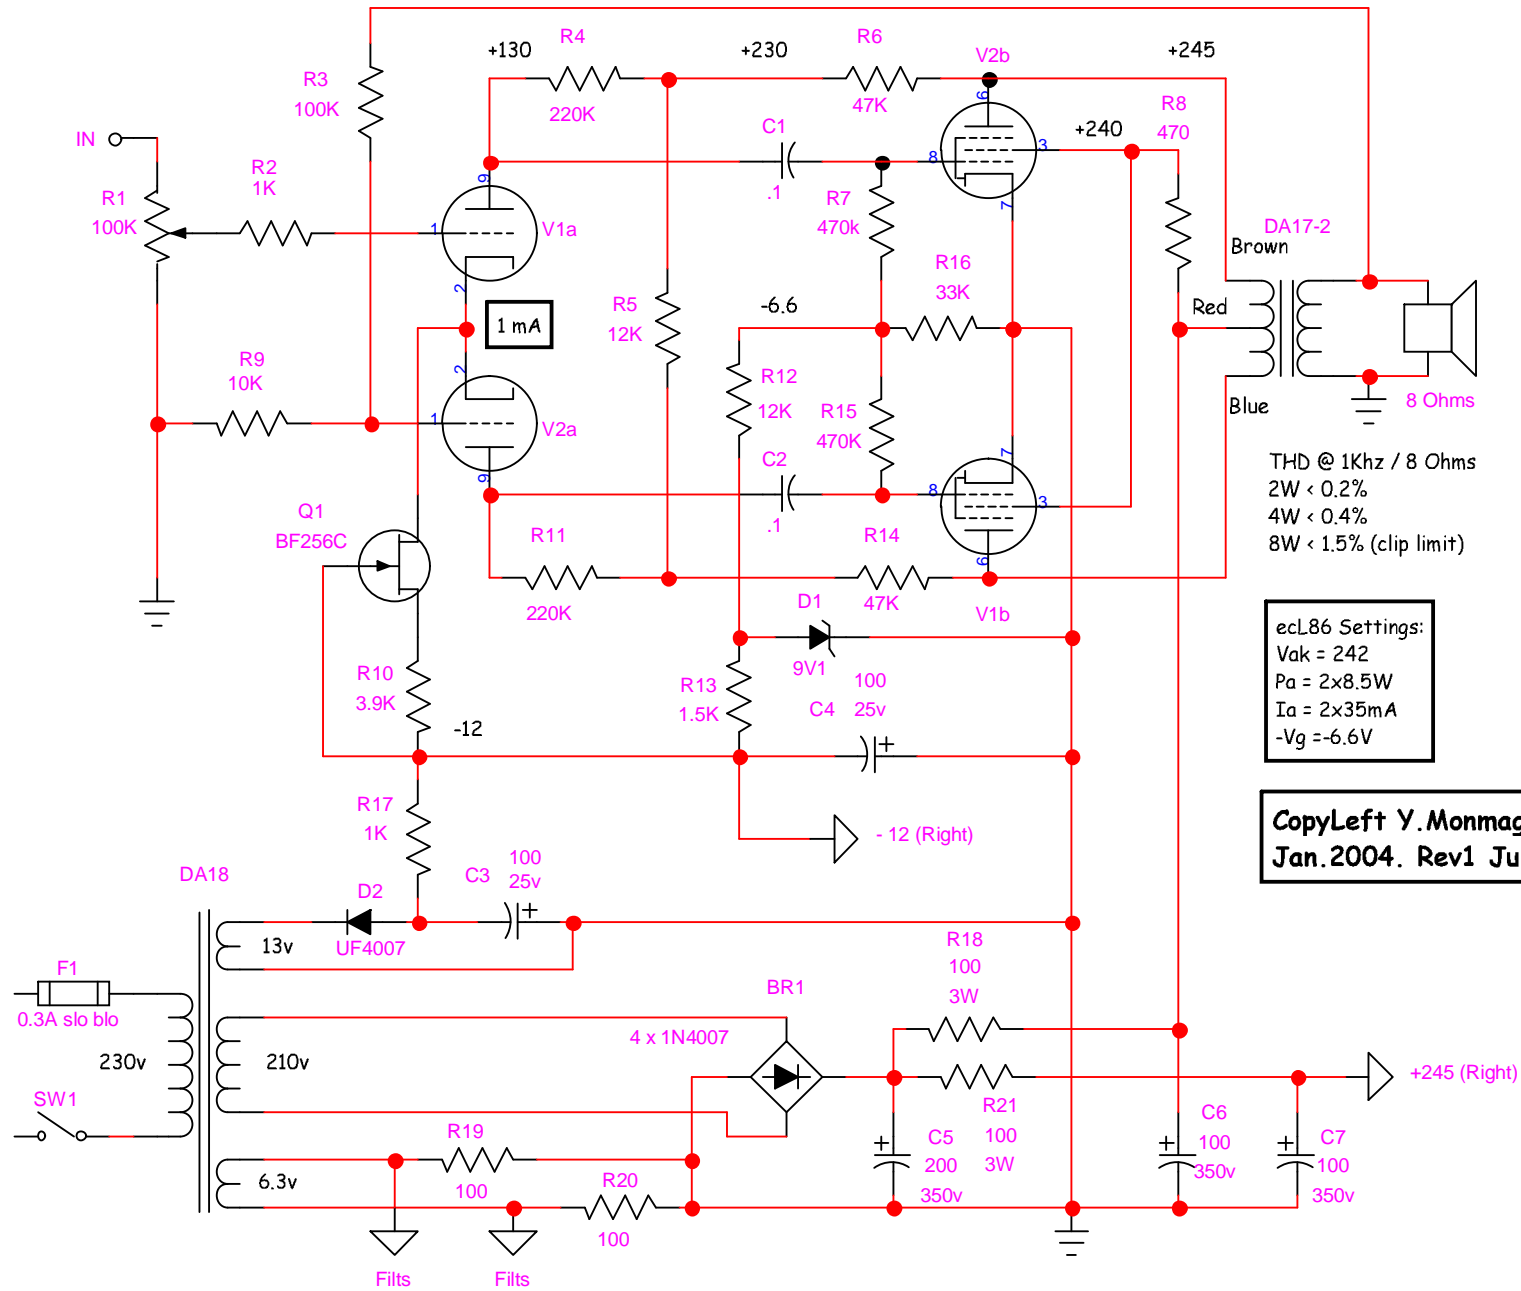 +130
R4
220K
+230
R6
47K
V2b
+245
R3
100K
IN
R2
1K
R1
100K
C1
.1
6
8
3
7
+240
R8
470
9
1
2
V1a
R7
470k
R16
33K
DA17-2
Brown
Red
Blue
1 mA
R5
12K
-6.6
R9
10K
2
1
9
V2a
R12
12K
R15
470K
8 Ohms
C2
.1
8
7
3
6
THD @ 1Khz / 8 Ohms
2W < 0.2%
4W < 0.4%
8W < 1.5% (clip limit)
Q1
BF256C
R11
220K
R14
47K
V1b
D1
9V1
ecL86 Settings:
Vak = 242
Pa = 2x8.5W
Ia = 2x35mA
-Vg =-6.6V
R10
3.9K
R13
1.5K
100
C4 25v
-12
R17
1K
- 12 (Right)
CopyLeft Y.Monmag
Jan.2004. Rev1 Ju
DA18
D2
UF4007
C3
100
25v
13v
F1
0.3A slo blo
230v
210v
6.3v
SW1
BR1
4 x 1N4007
R18
100
3W
R21
100
3W
+245 (Right)
C5
200
350v
C6
100
350v
C7
100
350v
R19
100
R20
100
Filts
Filts